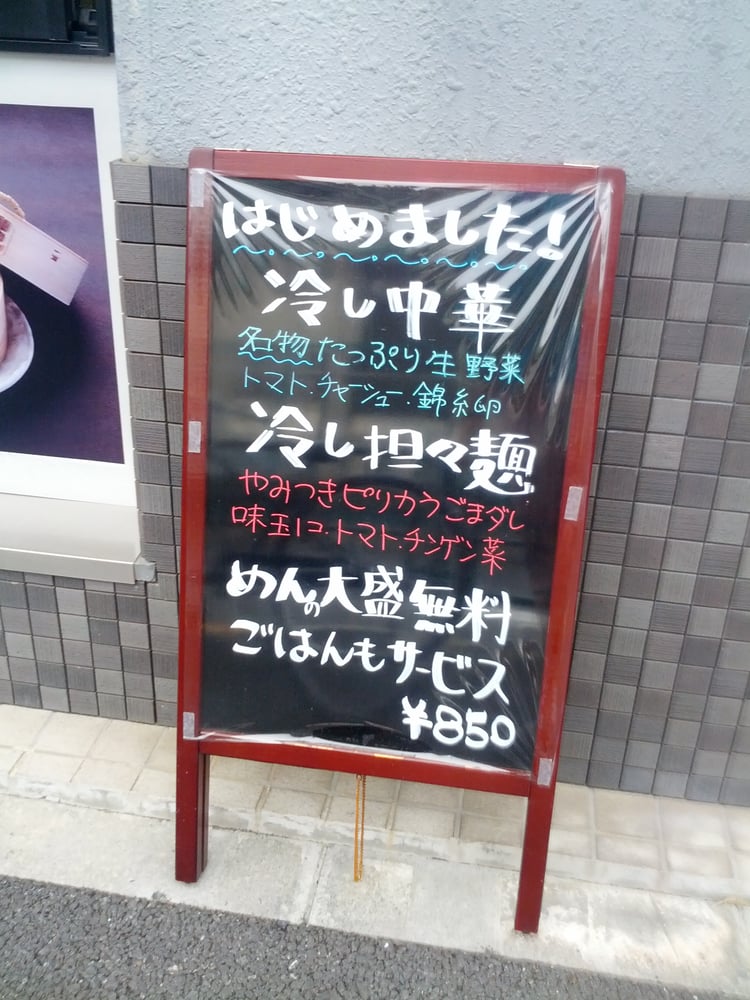 はじめました!
冷し中華
名物たっぷり生野菜
トマト.チャーシュー.錦糸卵
冷し担々麺
やみつきピリカラごまダレ
味玉1コ.トマト.チンゲン菜
めんの大盛無料
ごはんもサービス
¥850